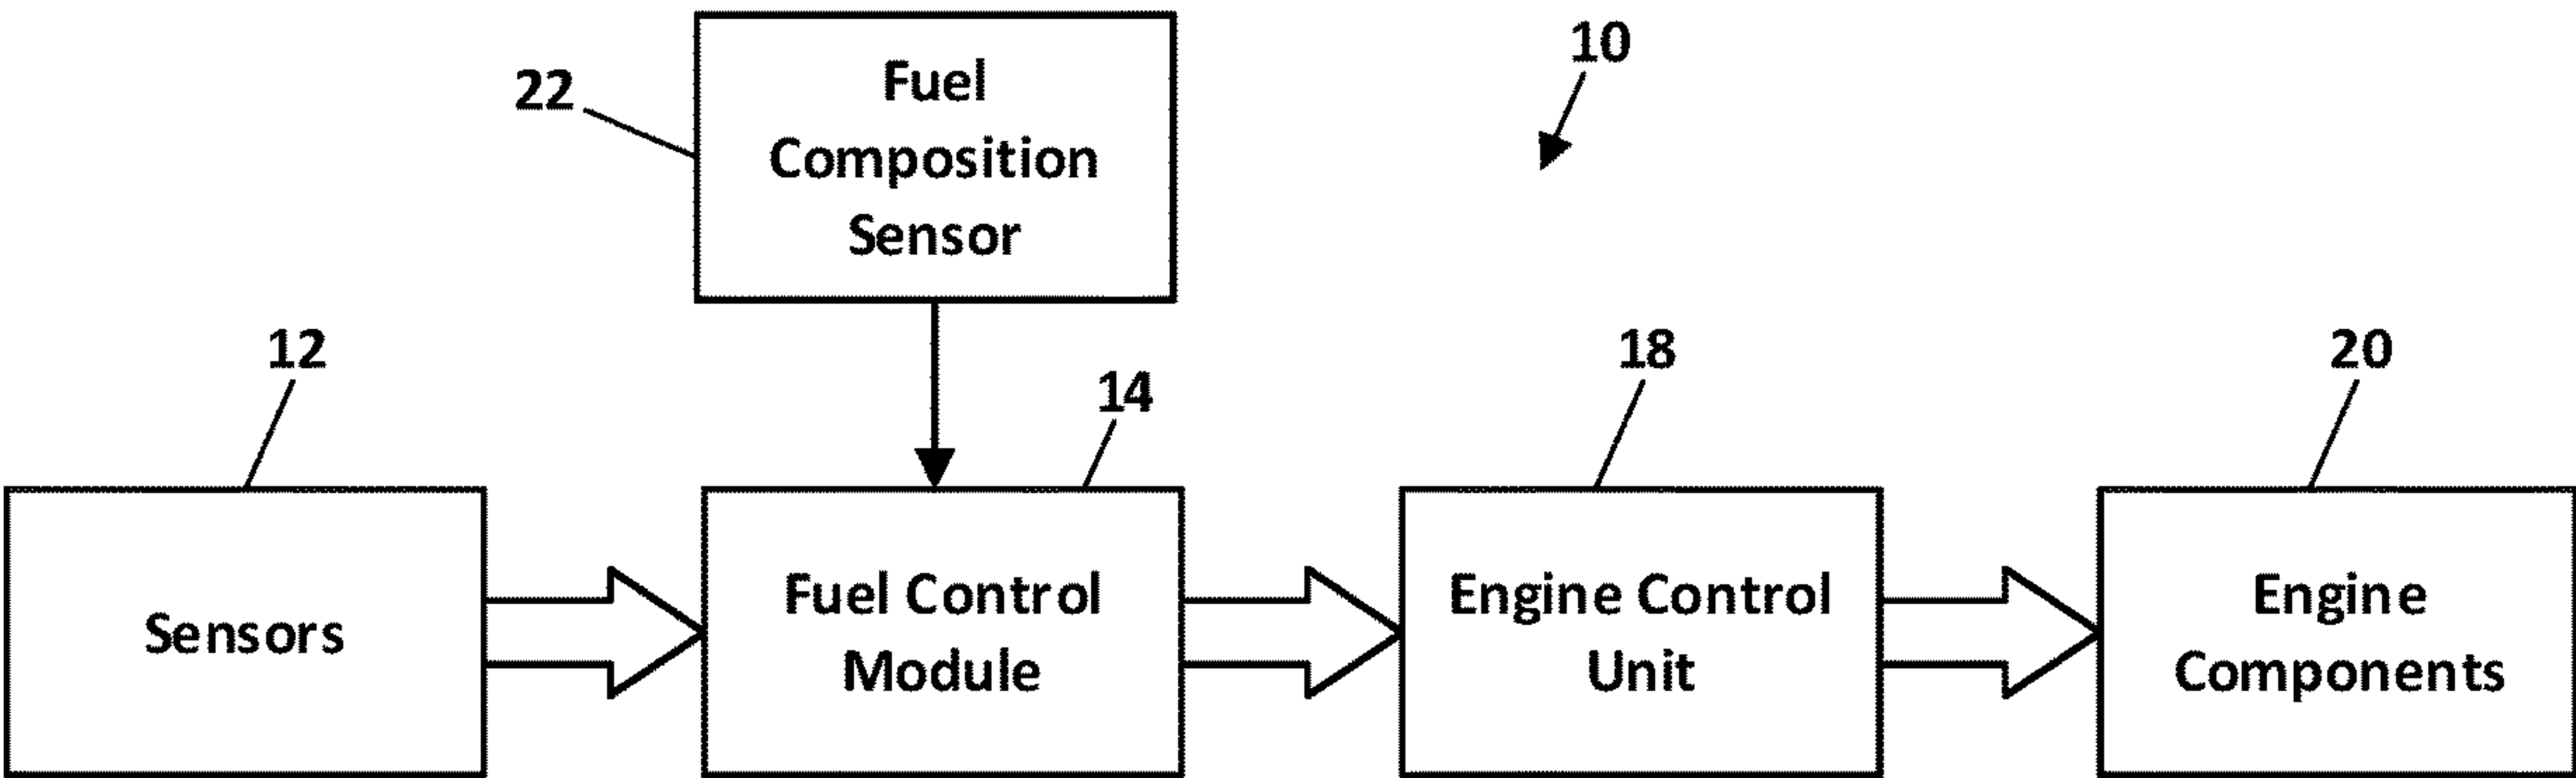 10
22
Fuel
Composition
Sensor
12
14
18
20
Sensors
Fuel Control
Module
Engine Control
Unit
Engine
Components